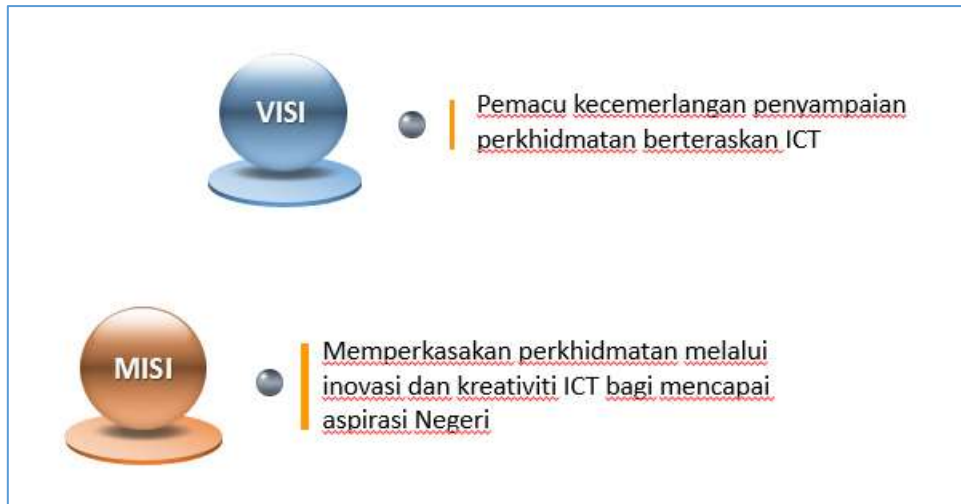 VISI
Pemacu kecemerlangan penyampaian
perkhidmatan berteraskan ICT
MISI
Memperkasakan perkhidmatan melalui
inovasi dan kreativiti ICT bagi mencapai
aspirasi Negeri